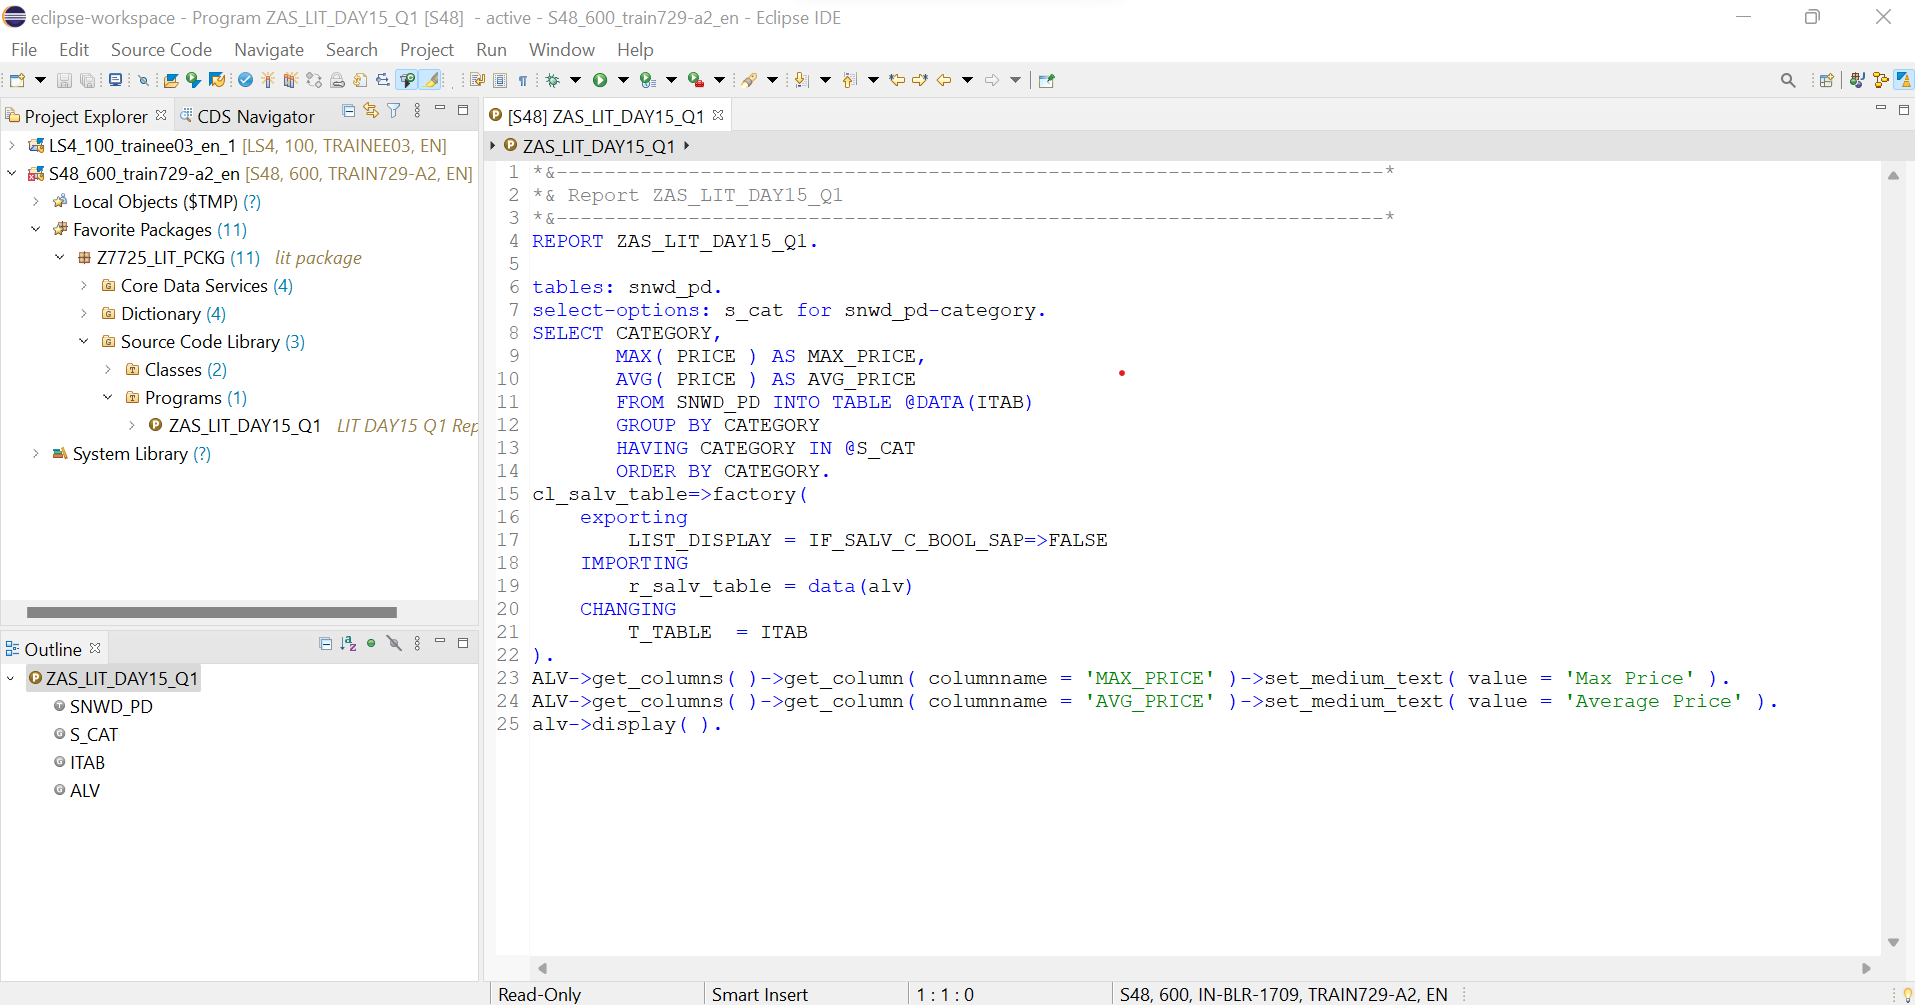 eclipse-workspace - Program ZAS_LIT_DAY15_Q1 [S48]  - active - S48_600_train729-a2_en - Eclipse IDE
File Edit Source Code Navigate Search Project Run Window Help
Project Explorer CDS Navigator
LS4_100_trainee03_en_1 [LS4, 100, TRAINEE03, EN]
S48_600_train729-a2_en [S48, 600, TRAIN729-A2, EN]
Local Objects ($TMP) (?)
Favorite Packages (11)
Z7725_LIT_PCKG (11) lit package
Core Data Services (4)
Dictionary (4)
Source Code Library (3)
Classes (2)
Programs (1)
ZAS_LIT_DAY15_Q1 LIT DAY15 Q1 Rep
System Library (?)
Outline
ZAS_LIT_DAY15_Q1
SNWD_PD
S_CAT
ITAB
ALV
[S48] ZAS_LIT_DAY15_Q1
ZAS_LIT_DAY15_Q1
1 *&---------------------------------------------------------------------*
2 *& Report ZAS_LIT_DAY15_Q1
3 *&---------------------------------------------------------------------*
4 REPORT ZAS_LIT_DAY15_Q1.
5
6 tables: snwd_pd.
7 select-options: s_cat for snwd_pd-category.
8 SELECT CATEGORY,
9 MAX( PRICE ) AS MAX_PRICE,
10 AVG( PRICE ) AS AVG_PRICE
11 FROM SNWD_PD INTO TABLE @DATA(ITAB)
12 GROUP BY CATEGORY
13 HAVING CATEGORY IN @S_CAT
14 ORDER BY CATEGORY.
15 cl_salv_table=>factory(
16 exporting
17 LIST_DISPLAY = IF_SALV_C_BOOL_SAP=>FALSE
18 IMPORTING
19 r_salv_table = data(alv)
20 CHANGING
21 T_TABLE  = ITAB
22 ).
23 ALV->get_columns( )->get_column( columnname = 'MAX_PRICE' )->set_medium_text( value = 'Max Price' ).
24 ALV->get_columns( )->get_column( columnname = 'AVG_PRICE' )->set_medium_text( value = 'Average Price' ).
25 alv->display( ).
Read-Only Smart Insert 1 : 1 : 0 S48, 600, IN-BLR-1709, TRAIN729-A2, EN